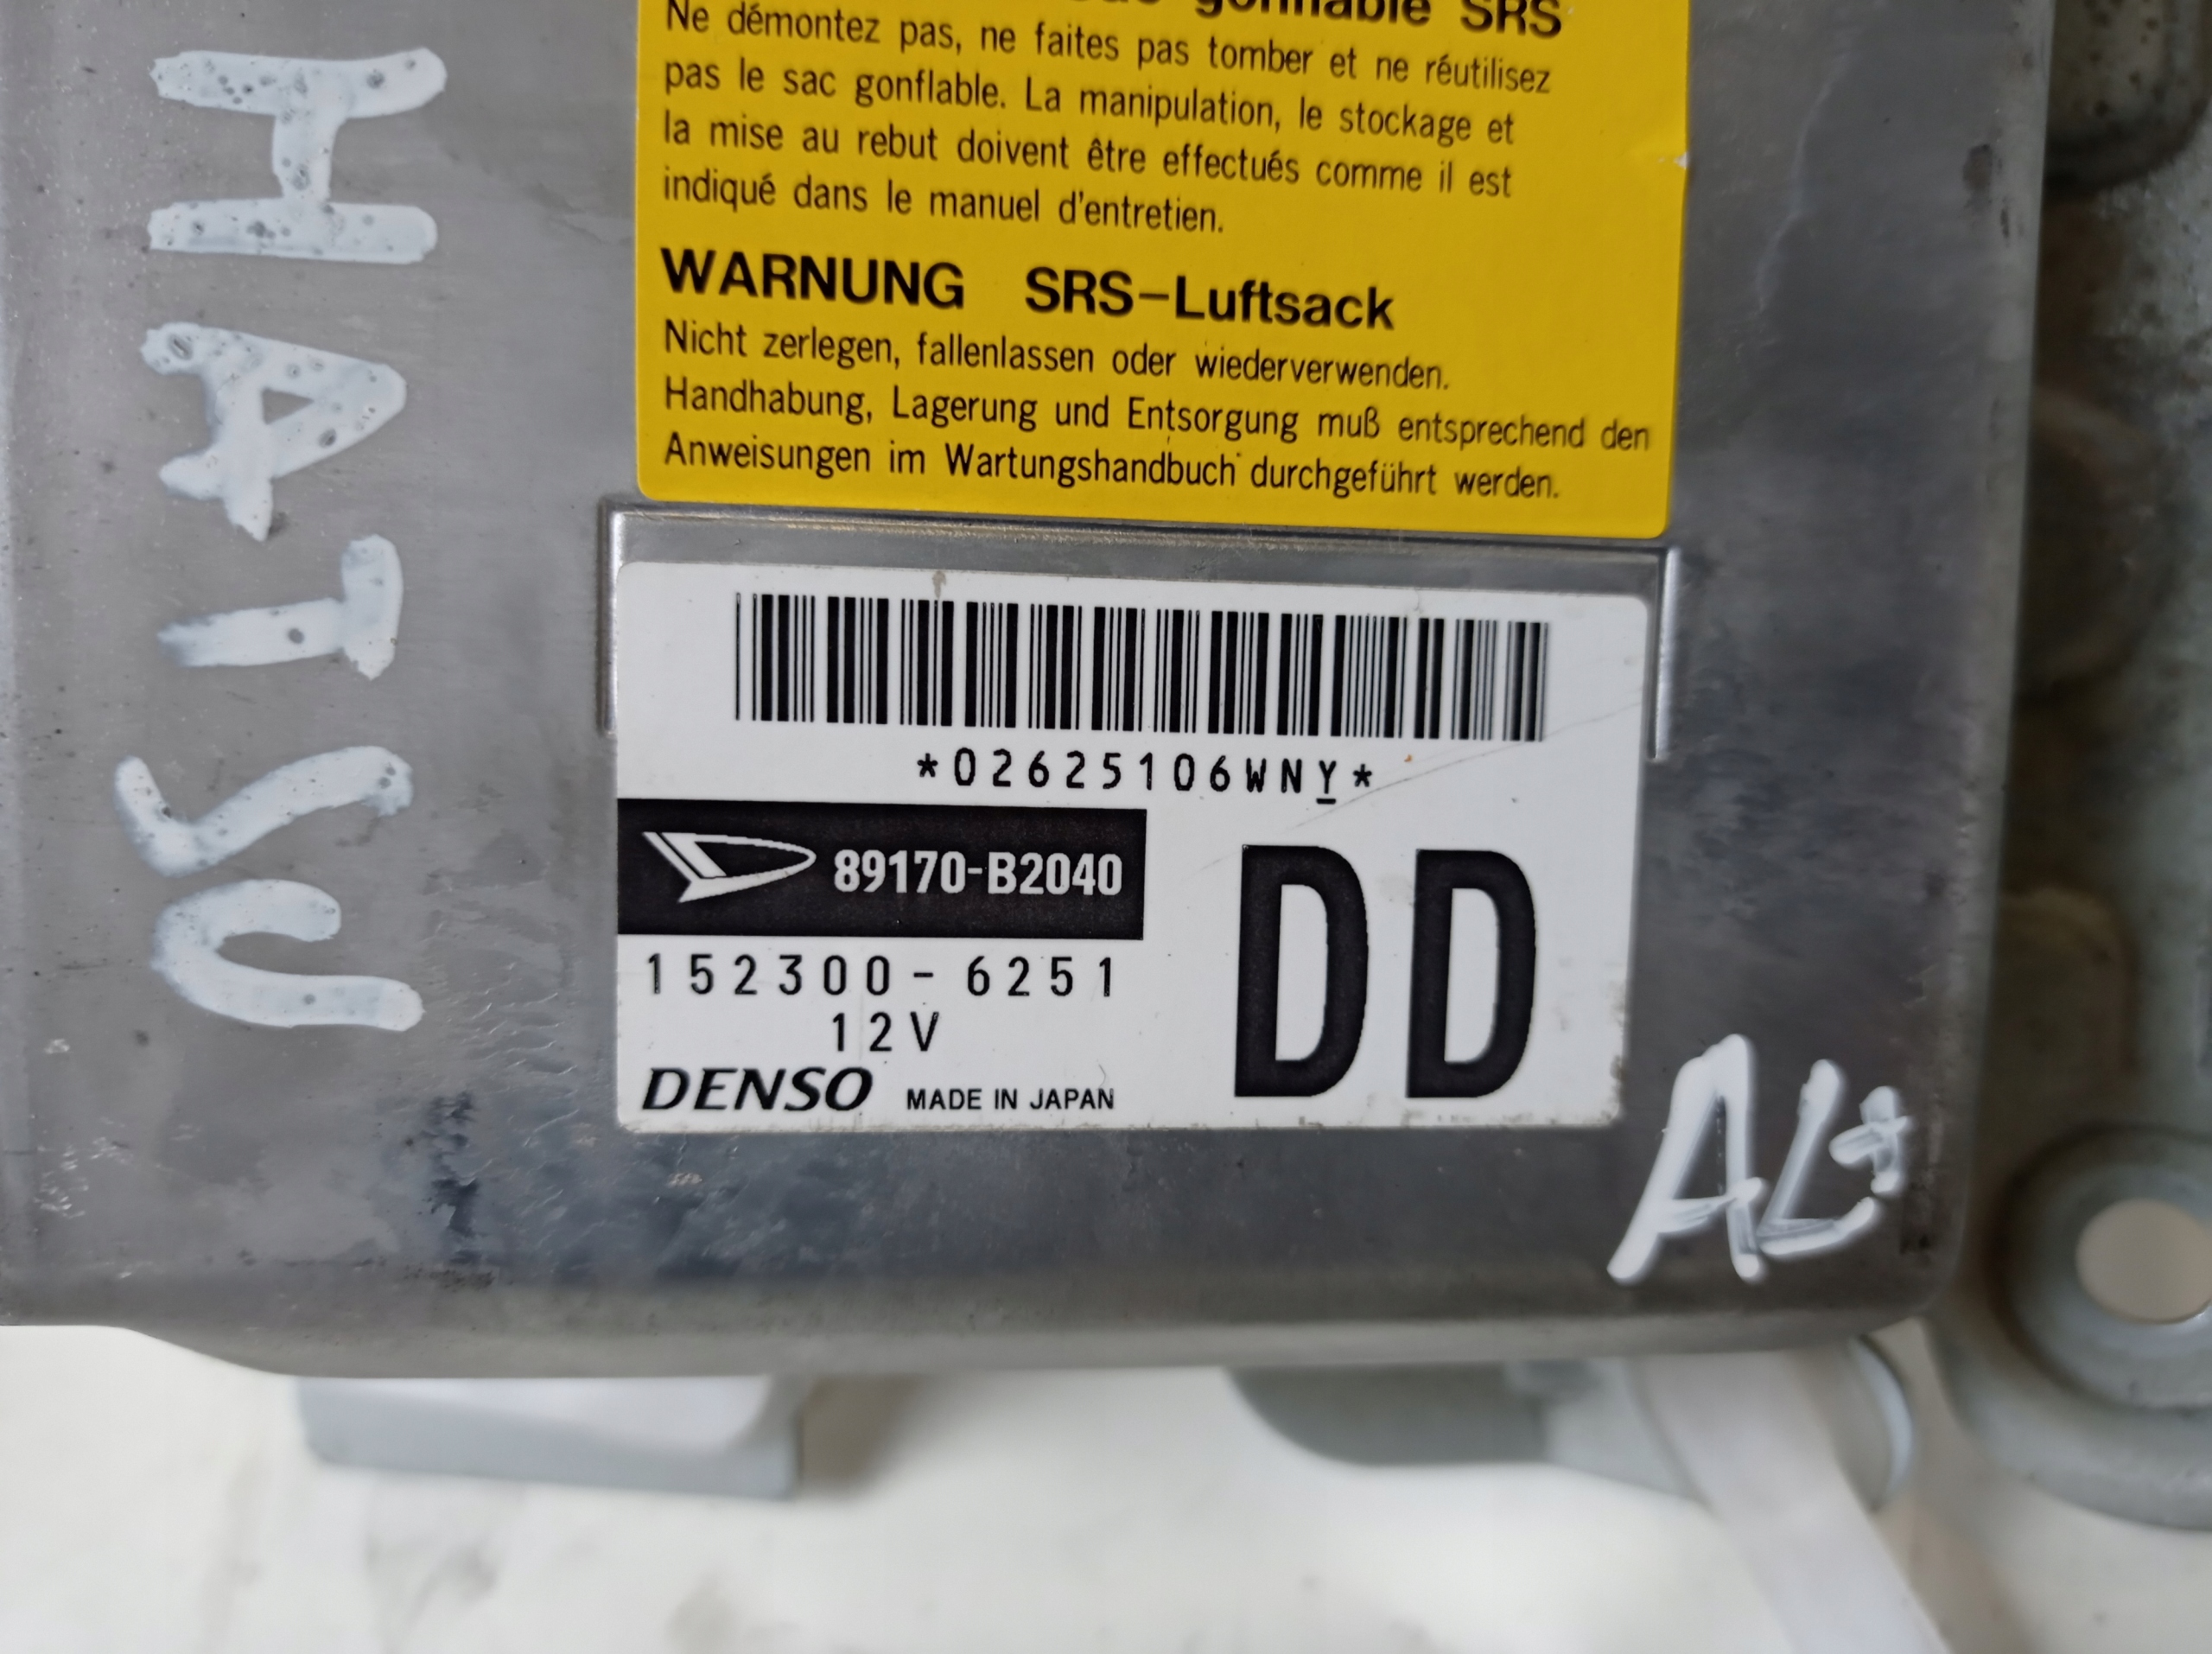 gonflable SRS
Ne démontez pas, ne faites pas tomber et ne réutilisez
pas le sac gonflable. La manipulation, le stockage et
la mise au rebut doivent être effectués comme il est
indiqué dans le manuel d'entretien.
WARNUNG SRS-Luftsack
Nicht zerlegen, fallenlassen oder wiederverwenden.
Handhabung, Lagerung und Entsorgung muß entsprechend den
Anweisungen im Wartungshandbuch durchgeführt werden.
*02625106WNY*
89170-B2040
152300-6251
12V
DENSO MADE IN JAPAN
DD
HATSU